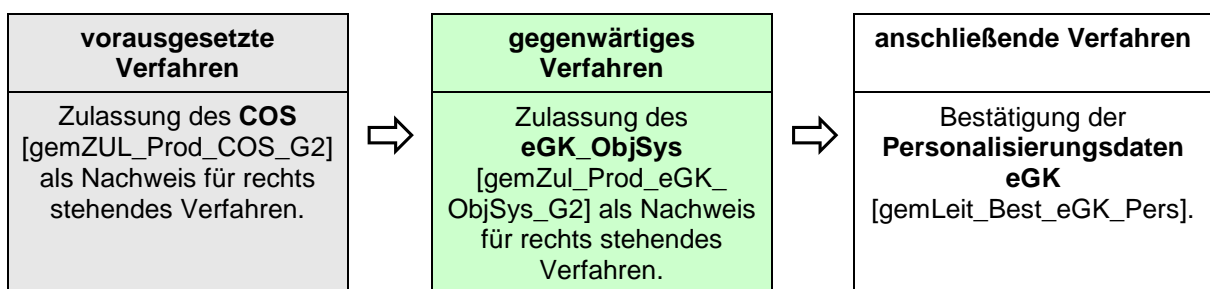 vorausgesetzte
Verfahren
Zulassung des COS
[gemZUL_Prod_COS_G2]
als Nachweis für rechts
stehendes Verfahren.
gegenwärtiges
Verfahren
Zulassung des
eGK_ObjSys
[gemZul_Prod_eGK_
ObjSys_G2] als Nachweis
für rechts stehendes
Verfahren.
anschließende Verfahren
Bestätigung der
Personalisierungsdaten
eGK
[gemLeit_Best_eGK_Pers].